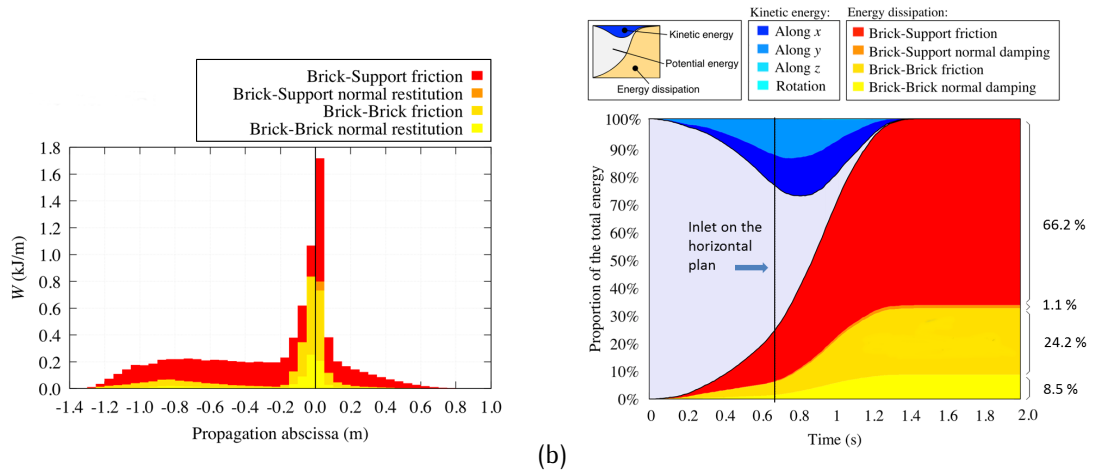 Brick-Support friction
Brick-Support normal restitution
Brick-Brick friction
Brick-Brick normal restitution
1.8
1.6
1.4
1.2
1.0
0.8
0.6
0.4
0.2
0.0
W (kJ/m)
-1.4 -1.2 -1.0 -0.8 -0.6 -0.4 -0.2 0.0 0.2 0.4 0.6 0.8 1.0
Propagation abscissa (m)
(b)
Kinetic energy
Potential energy
Energy dissipation
Kinetic energy:
Along x
Along y
Along z
Rotation
Energy dissipation:
Brick-Support friction
Brick-Support normal damping
Brick-Brick friction
Brick-Brick normal damping
100%
90%
80%
70%
60%
50%
40%
30%
20%
10%
0%
Proportion of the total energy
Inlet on the
horizontal
plan
66.2 %
1.1 %
24.2 %
8.5 %
0 0.2 0.4 0.6 0.8 1.0 1.2 1.4 1.6 1.8 2.0
Time (s)